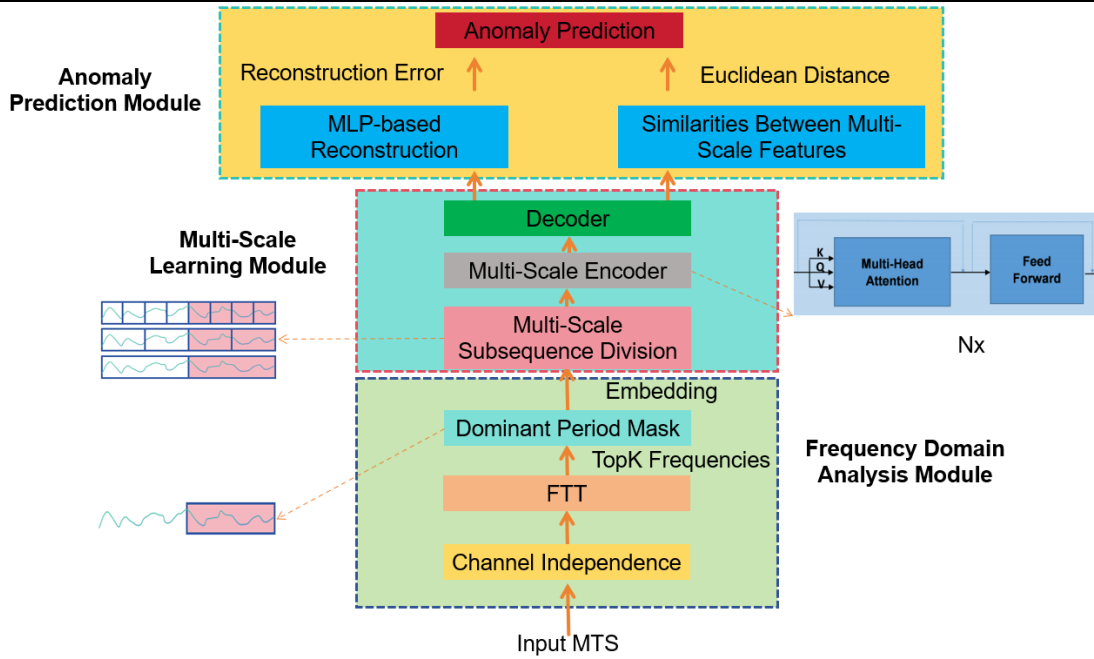 Anomaly Prediction
Anomaly
Prediction Module
Reconstruction Error
Euclidean Distance
MLP-based
Reconstruction
Similarities Between Multi-
Scale Features
Multi-Scale
Learning Module
Decoder
Multi-Scale Encoder
Multi-Scale
Subsequence Division
K
Q
V
Multi-Head
Attention
Feed
Forward
Nx
Embedding
Dominant Period Mask
TopK Frequencies
FTT
Channel Independence
Frequency Domain
Analysis Module
Input MTS